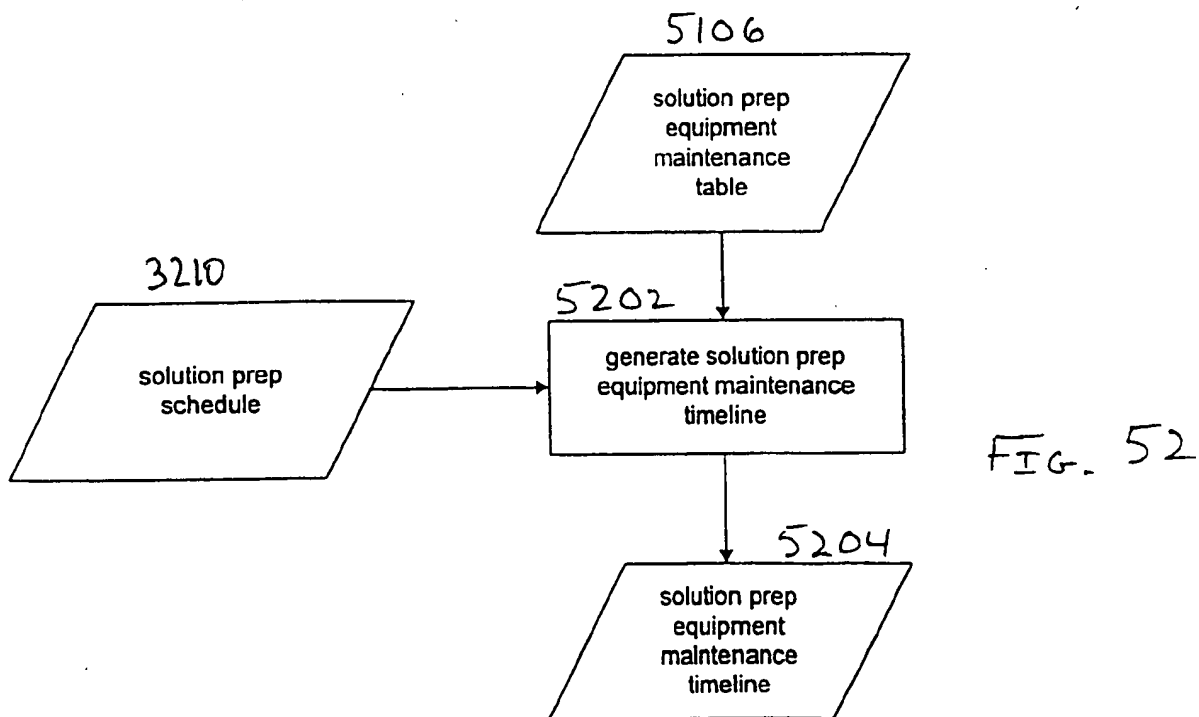 5106
solution prep
equipment
maintenance
table
3210
solution prep
schedule
5202
generate solution prep
equipment maintenance
timeline
FIG. 52
5204
solution prep
equipment
maintenance
timeline